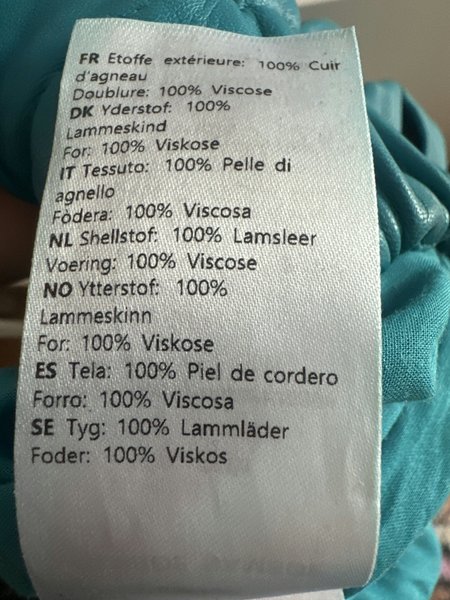 FR Etoffe extérieure: 100% Cuir
d'agneau
Doublure: 100% Viscose
DK Yderstof: 100%
Lammeskind
For: 100% Viskose
IT Tessuto: 100% Pelle di
agnello
Fòdera: 100% Viscosa
NL Shellstof: 100% Lamsleer
Voering: 100% Viscose
NO Ytterstof: 100%
Lammeskinn
For: 100% Viskose
ES Tela: 100% Piel de cordero
Forro: 100% Viscosa
SE Tyg: 100% Lammläder
Foder: 100% Viskos